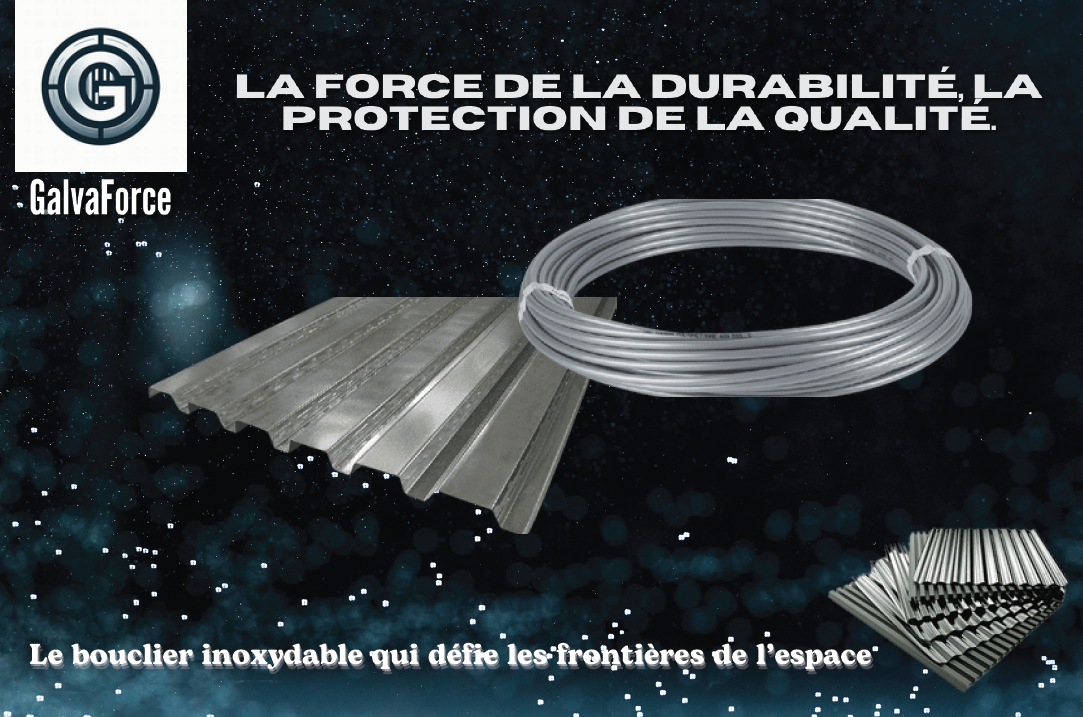 LA FORCE DE LA DURABILITÉ, LA
PROTECTION DE LA QUALITÉ.
GalvaForce
Le bouclier inoxydable qui défie les frontières de l'espace